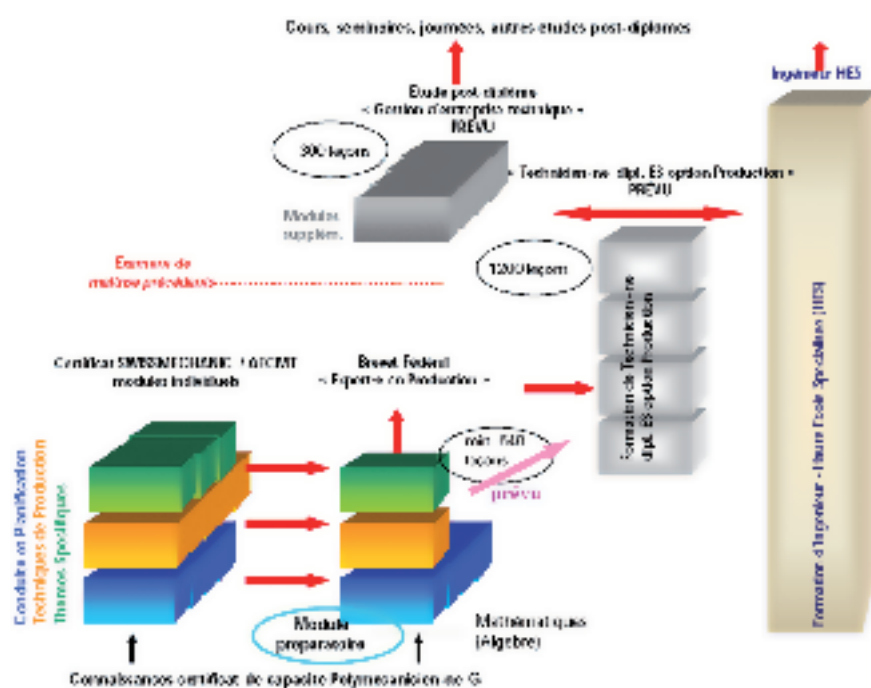 Cours, séminaires, journées, autres études post-diplômes
Ingénieur HES
Etude post diplôme
« Gestion d'entreprise technique »
PREVU
300 leçons
« Technicien-ne dipl. ES option Production »
PREVU
Modules
supplém.
1200 leçons
Examens de
maîtrise précédents
Certificat SWISSMECHANIC /
modules individuels
Brevet Fédéral
« Expert-e en Production »
min. 540
leçons
prévu
Formation de Technicien-ne
dipl. ES option Production
Formation d'Ingénieur - Haute Ecole Spécialisée (HES)
Conduite et Planification
Techniques de Production
Thèmes Spécifiques
Module
préparatoire
Mathématiques
(Algèbre)
Connaissances certificat de capacité Polymécanicien-ne G